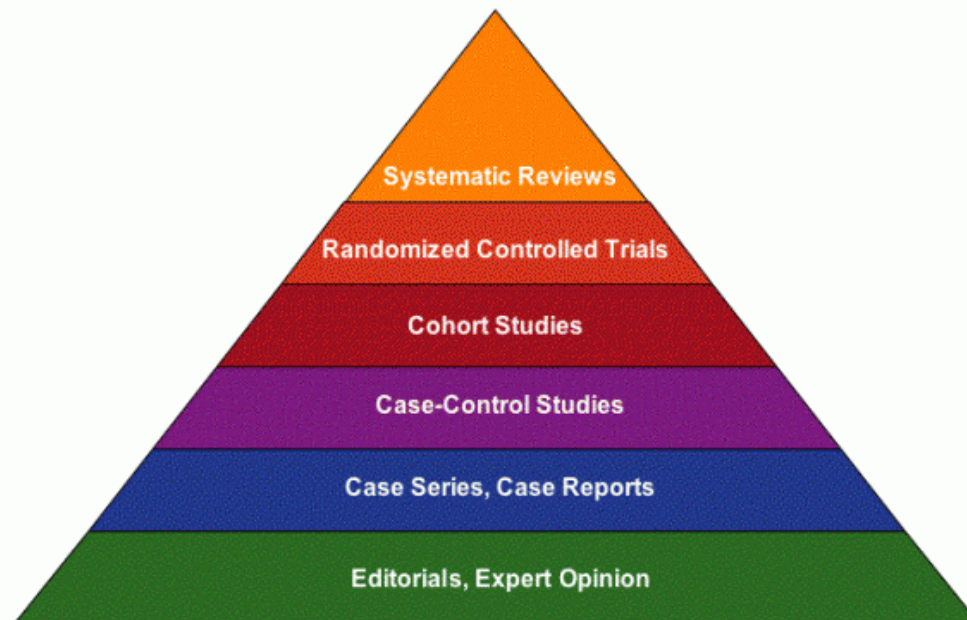 Systematic Reviews
Randomized Controlled Trials
Cohort Studies
Case-Control Studies
Case Series, Case Reports
Editorials, Expert Opinion